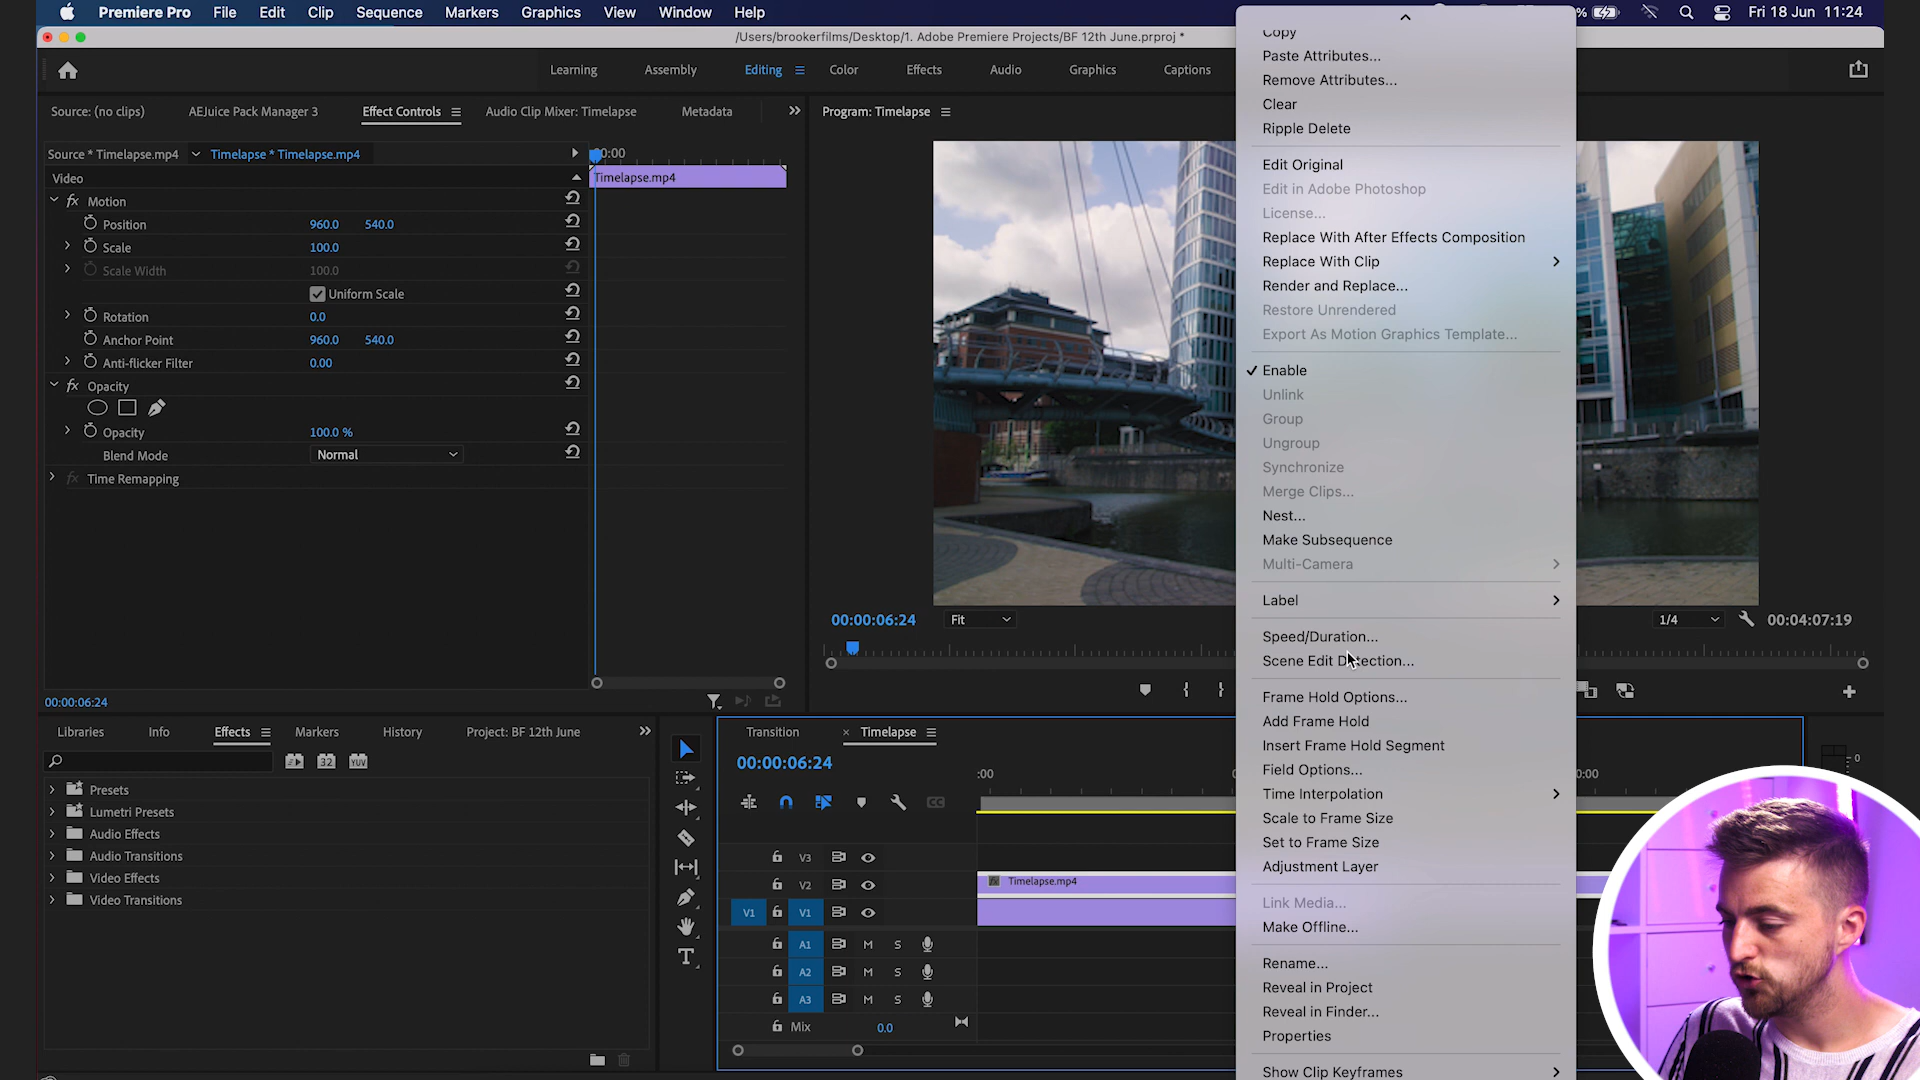 Premiere Pro File Edit Clip Sequence Markers Graphics View Window Help
% Fri 18 Jun 11:24
/Users/brookerfilms/Desktop/1. Adobe Premiere Projects/BF 12th June.prproj *
Learning Assembly Editing Color Effects Audio Graphics Captions
Source: (no clips) AEJuice Pack Manager 3 Effect Controls Audio Clip Mixer: Timelapse Metadata
Source * Timelapse.mp4 Timelapse * Timelapse.mp4
:00:00
Video
Timelapse.mp4
fx Motion
Position 960.0 540.0
Scale 100.0
Scale Width 100.0
Uniform Scale
Rotation 0.0
Anchor Point 960.0 540.0
Anti-flicker Filter 0.00
fx Opacity
Opacity 100.0 %
Blend Mode Normal
fx Time Remapping
00:00:06:24
Program: Timelapse
00:00:06:24 Fit
1/4 00:04:07:19
Copy
Paste Attributes...
Remove Attributes...
Clear
Ripple Delete
Edit Original
Edit in Adobe Photoshop
License...
Replace With After Effects Composition
Replace With Clip
Render and Replace...
Restore Unrendered
Export As Motion Graphics Template...
Enable
Unlink
Group
Ungroup
Synchronize
Merge Clips...
Nest...
Make Subsequence
Multi-Camera
Label
Speed/Duration...
Scene Edit Detection...
Frame Hold Options...
Add Frame Hold
Insert Frame Hold Segment
Field Options...
Time Interpolation
Scale to Frame Size
Set to Frame Size
Adjustment Layer
Link Media...
Make Offline...
Rename...
Reveal in Project
Reveal in Finder...
Properties
Show Clip Keyframes
Libraries Info Effects Markers History Project: BF 12th June
32 YUV
Presets
Lumetri Presets
Audio Effects
Audio Transitions
Video Effects
Video Transitions
T
Transition × Timelapse
00:00:06:24
:00
0
:00
CC
V3
V2 fx Timelapse.mp4
V1 V1
A1 M S
A2 M S
A3 M S
Mix 0.0
0